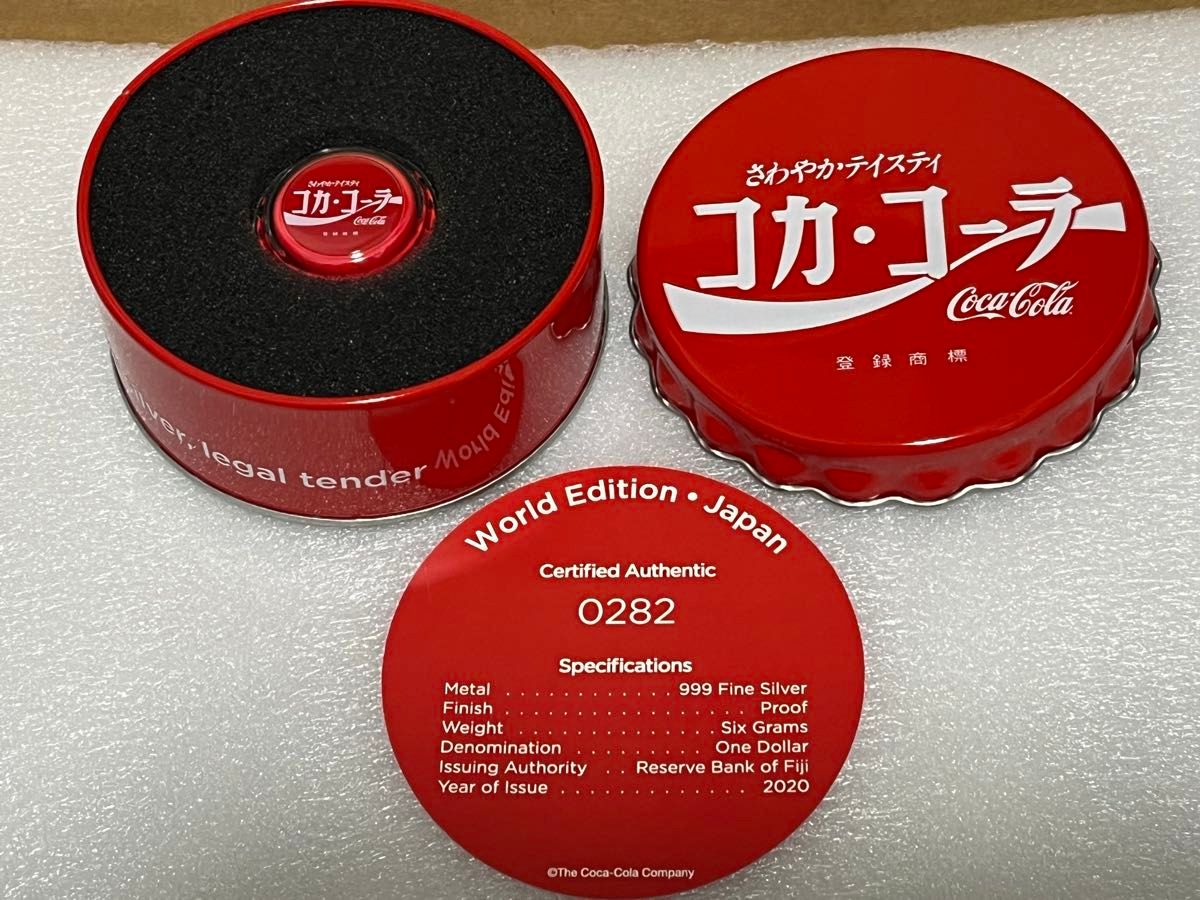 さわやか・テイスティ
コカ・コーラ
Coca-Cola
登録商標
legal tender
World
さわやか・テイスティ
コカ・コーラ
Coca-Cola
登録商標
World Edition • Japan
Certified Authentic
0282
Specifications
Metal . . . . . . . . . . . . 999 Fine Silver
Finish . . . . . . . . . . . . . . . . . Proof
Weight . . . . . . . . . . . . . . Six Grams
Denomination . . . . . . . . . One Dollar
Issuing Authority . . Reserve Bank of Fiji
Year of Issue . . . . . . . . . . . . . 2020
©The Coca-Cola Company